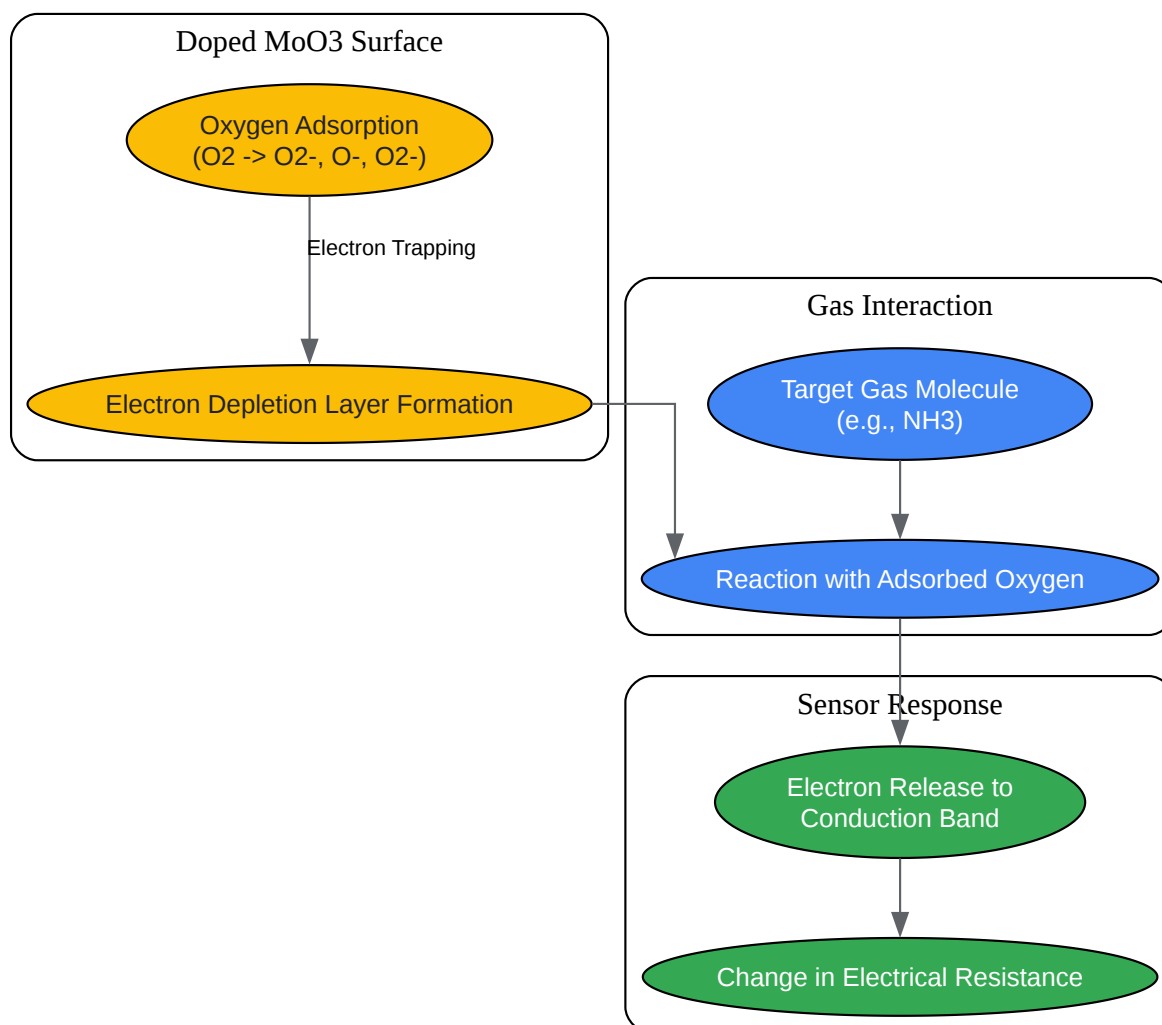 Doped MoO3 Surface
Oxygen Adsorption
(O2 -> O2-, O-, O2-)
Electron Trapping
Electron Depletion Layer Formation
Gas Interaction
Target Gas Molecule
(e.g., NH3)
Reaction with Adsorbed Oxygen
Sensor Response
Electron Release to
Conduction Band
Change in Electrical Resistance